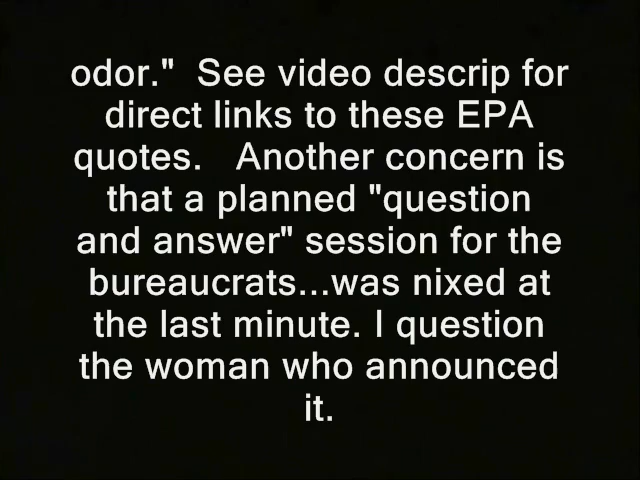 odor."  See video descrip for
direct links to these EPA
quotes.   Another concern is
that a planned "question
and answer" session for the
bureaucrats...was nixed at
the last minute. I question
the woman who announced
it.